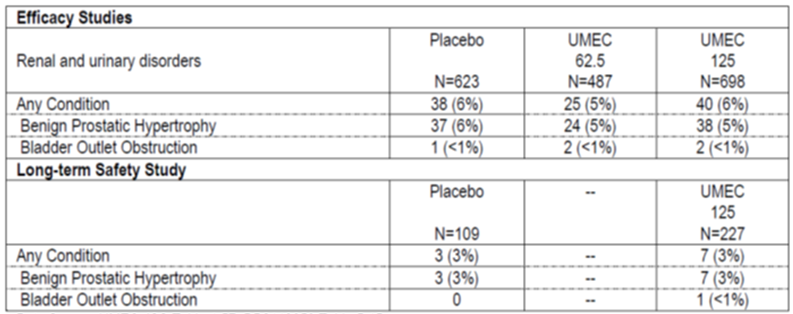 Efficacy Studies
Renal and urinary disorders Placebo N=623 UMEC 62.5 N=487 UMEC 125 N=698
Any Condition 38 (6%) 25 (5%) 40 (6%)
Benign Prostatic Hypertrophy 37 (6%) 24 (5%) 38 (5%)
Bladder Outlet Obstruction 1 (<1%) 2 (<1%) 2 (<1%)
Long-term Safety Study
Placebo N=109 -- UMEC 125 N=227
Any Condition 3 (3%) -- 7 (3%)
Benign Prostatic Hypertrophy 3 (3%) -- 7 (3%)
Bladder Outlet Obstruction 0 -- 1 (<1%)